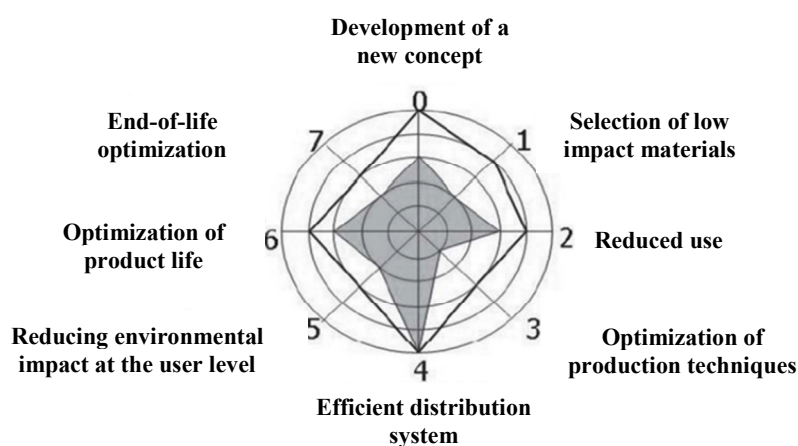 Development of a
new concept
0
End-of-life
optimization
7
1
Selection of low
impact materials
Optimization of
product life
6
2
Reduced use
Reducing environmental
impact at the user level
5
3
Optimization of
production techniques
4
Efficient distribution
system